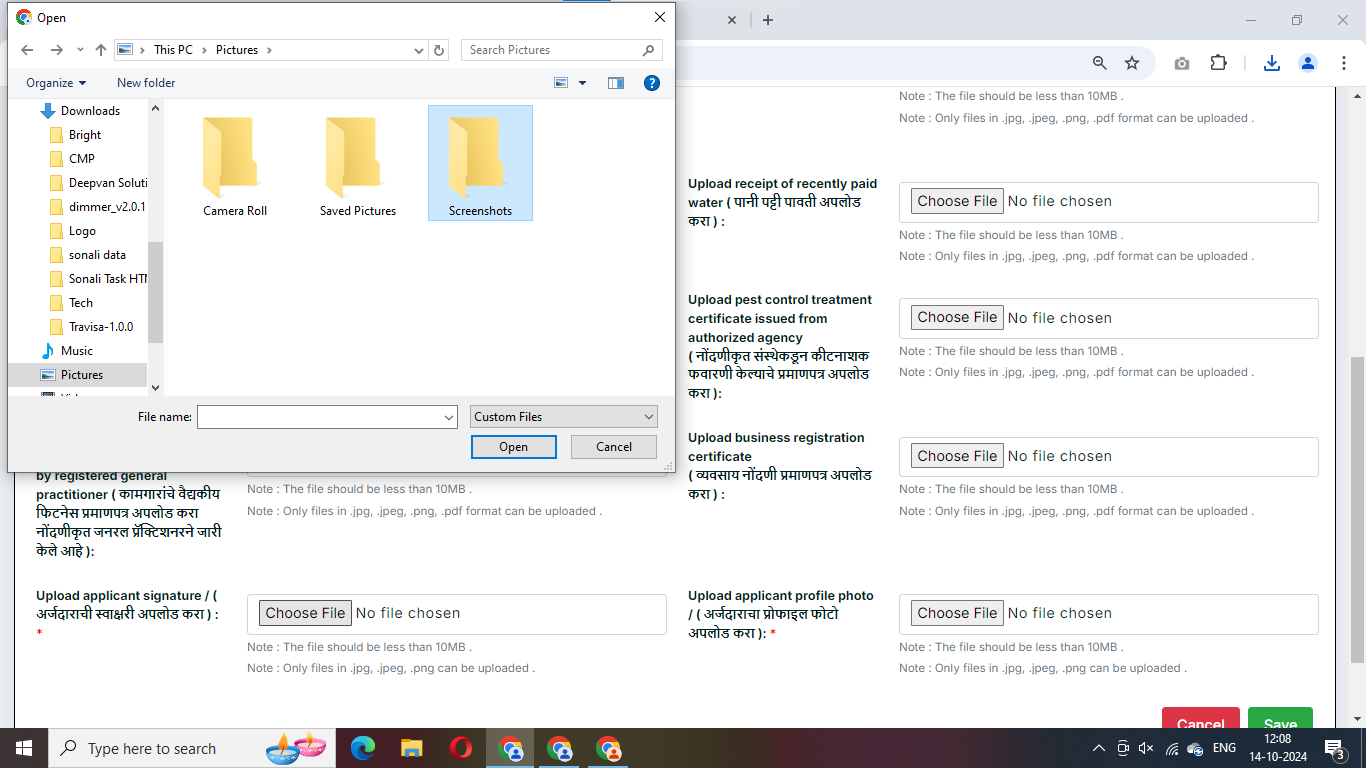 Open
This PC
Pictures
Search Pictures
Organize
New folder
Downloads
Bright
CMP
Deepvan Soluti
dimmer_v2.0.1
Logo
sonali data
Sonali Task HTM
Tech
Travisa-1.0.0
Music
Pictures
Camera Roll
Saved Pictures
Screenshots
File name:
Custom Files
Open
Cancel
Note : The file should be less than 10MB .
Note : Only files in .jpg, .jpeg, .png, .pdf format can be uploaded .
Upload receipt of recently paid
water ( पानी पट्टी पावती अपलोड
करा ) :
Choose File No file chosen
Note : The file should be less than 10MB .
Note : Only files in .jpg, .jpeg, .png, .pdf format can be uploaded .
Upload pest control treatment
certificate issued from
authorized agency
( नोंदणीकृत संस्थेकडून कीटनाशक
फवारणी केल्याचे प्रमाणपत्र अपलोड
करा ):
Choose File No file chosen
Note : The file should be less than 10MB .
Note : Only files in .jpg, .jpeg, .png, .pdf format can be uploaded .
by registered general
practitioner ( कामगारांचे वैद्यकीय
फिटनेस प्रमाणपत्र अपलोड करा
नोंदणीकृत जनरल प्रॅक्टिशनरने जारी
केले आहे ):
Note : The file should be less than 10MB .
Note : Only files in .jpg, .jpeg, .png, .pdf format can be uploaded .
Upload business registration
certificate
( व्यवसाय नोंदणी प्रमाणपत्र अपलोड
करा ) :
Choose File No file chosen
Note : The file should be less than 10MB .
Note : Only files in .jpg, .jpeg, .png, .pdf format can be uploaded .
Upload applicant signature / (
अर्जदाराची स्वाक्षरी अपलोड करा ) :
*
Choose File No file chosen
Note : The file should be less than 10MB .
Note : Only files in .jpg, .jpeg, .png can be uploaded .
Upload applicant profile photo
/ ( अर्जदाराचा प्रोफाइल फोटो
अपलोड करा ): *
Choose File No file chosen
Note : The file should be less than 10MB .
Note : Only files in .jpg, .jpeg, .png can be uploaded .
Cancel
Save
Type here to search
ENG
12:08
14-10-2024
3